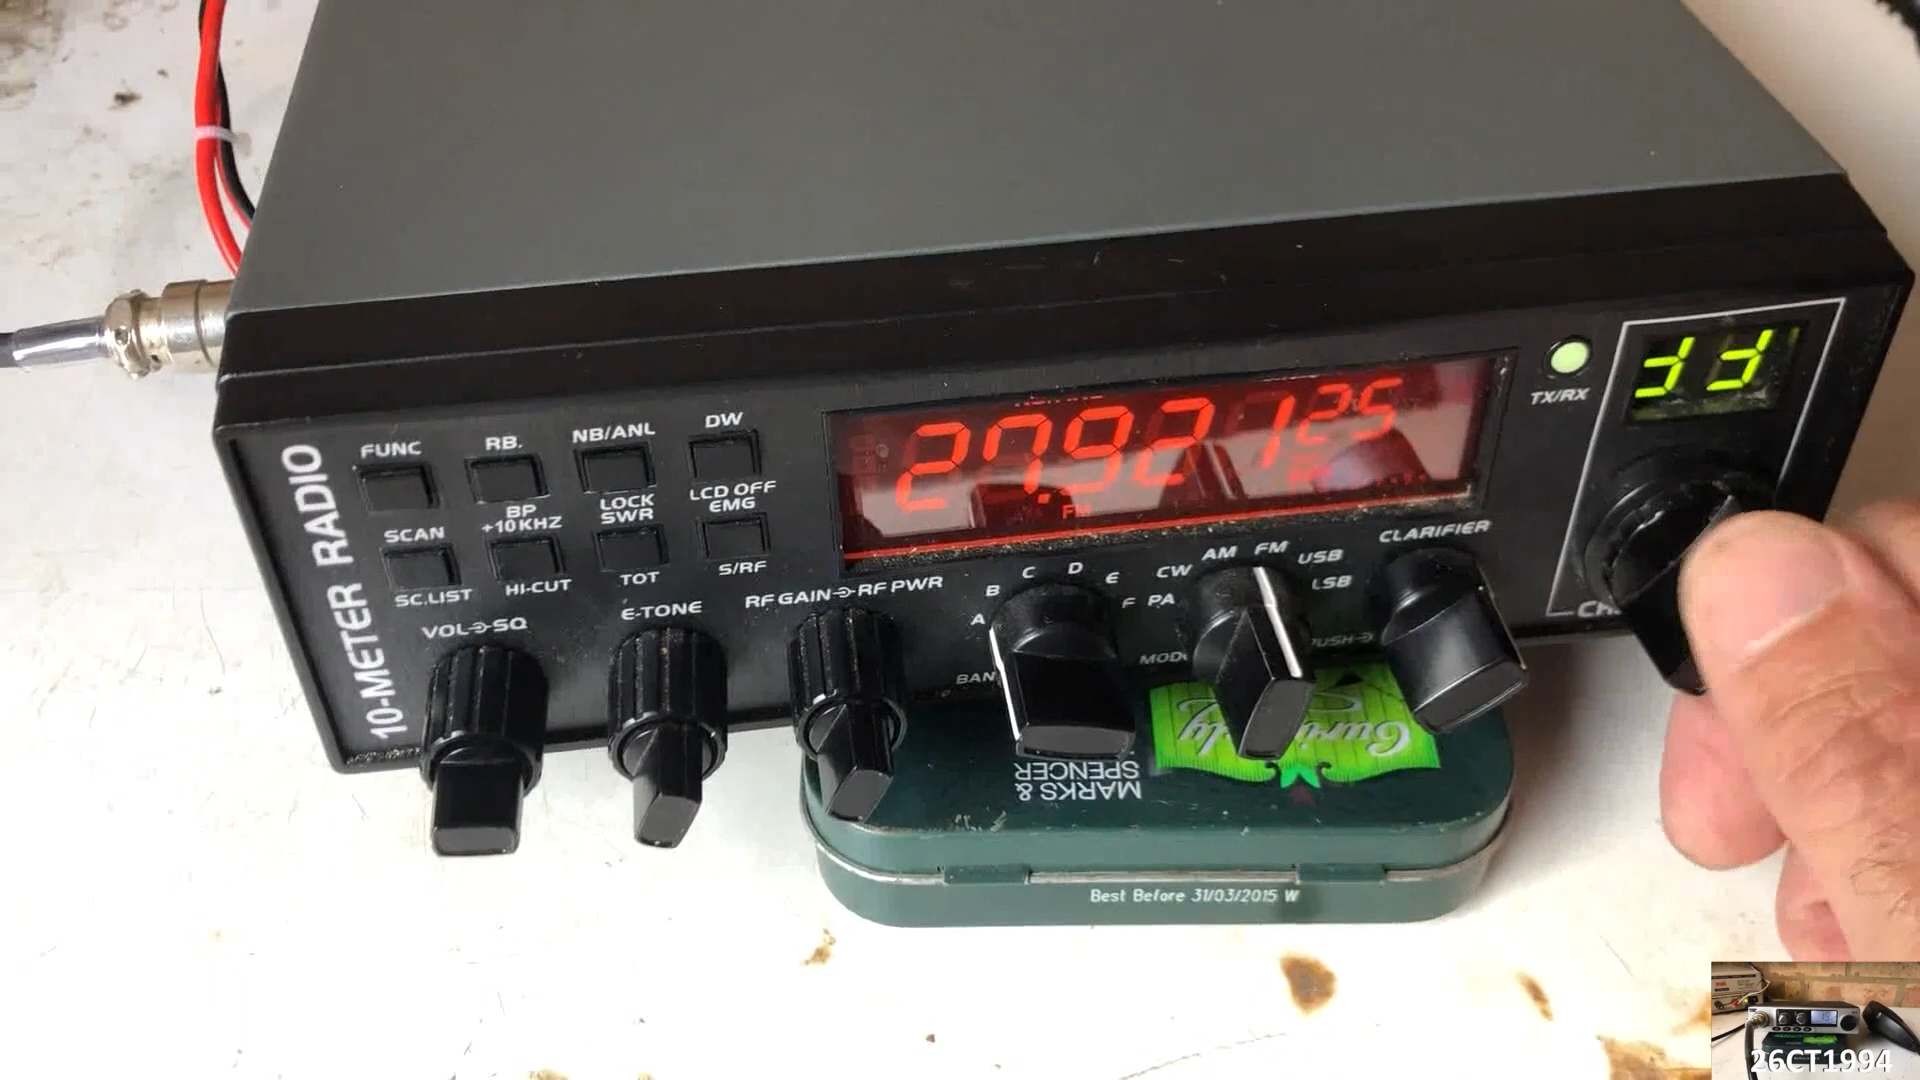 10-METER RADIO
FUNC
RB.
NB/ANL
DW
SCAN
BP
+10KHZ
LOCK
SWR
LCD OFF
EMG
SC.LIST
HI-CUT
TOT
S/RF
VOL SQ
E-TONE
RF GAIN RF PWR
27.92125
FM
TX/RX
A
B
C
D
E
F
PA
CW
AM
FM
USB
LSB
CLARIFIER
MARKS &
SPENCER
Best Before 31/03/2015 W
26CT1994